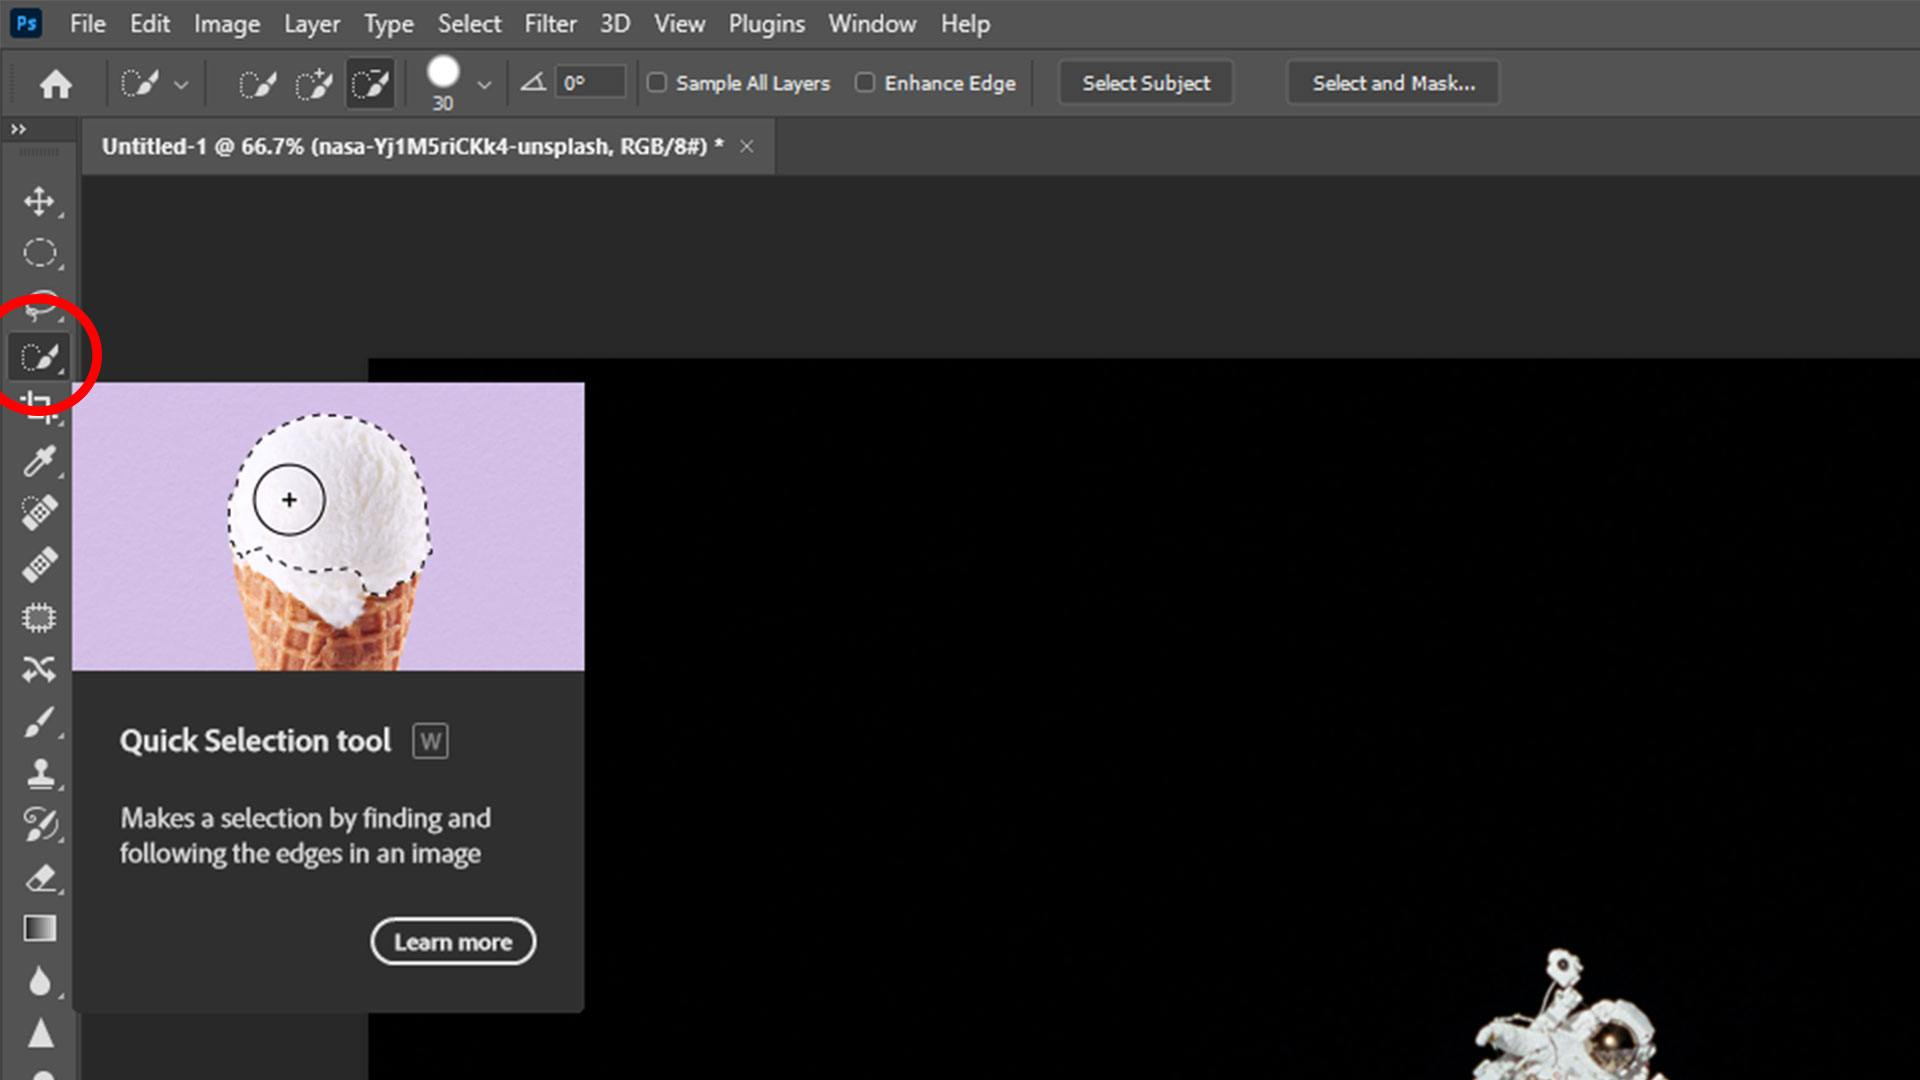 Ps File Edit Image Layer Type Select Filter 3D View Plugins Window Help
30 0° Sample All Layers Enhance Edge Select Subject Select and Mask...
Untitled-1 @ 66.7% (nasa-Yj1M5riCKk4-unsplash, RGB/8#) *
Quick Selection tool W
Makes a selection by finding and
following the edges in an image
Learn more